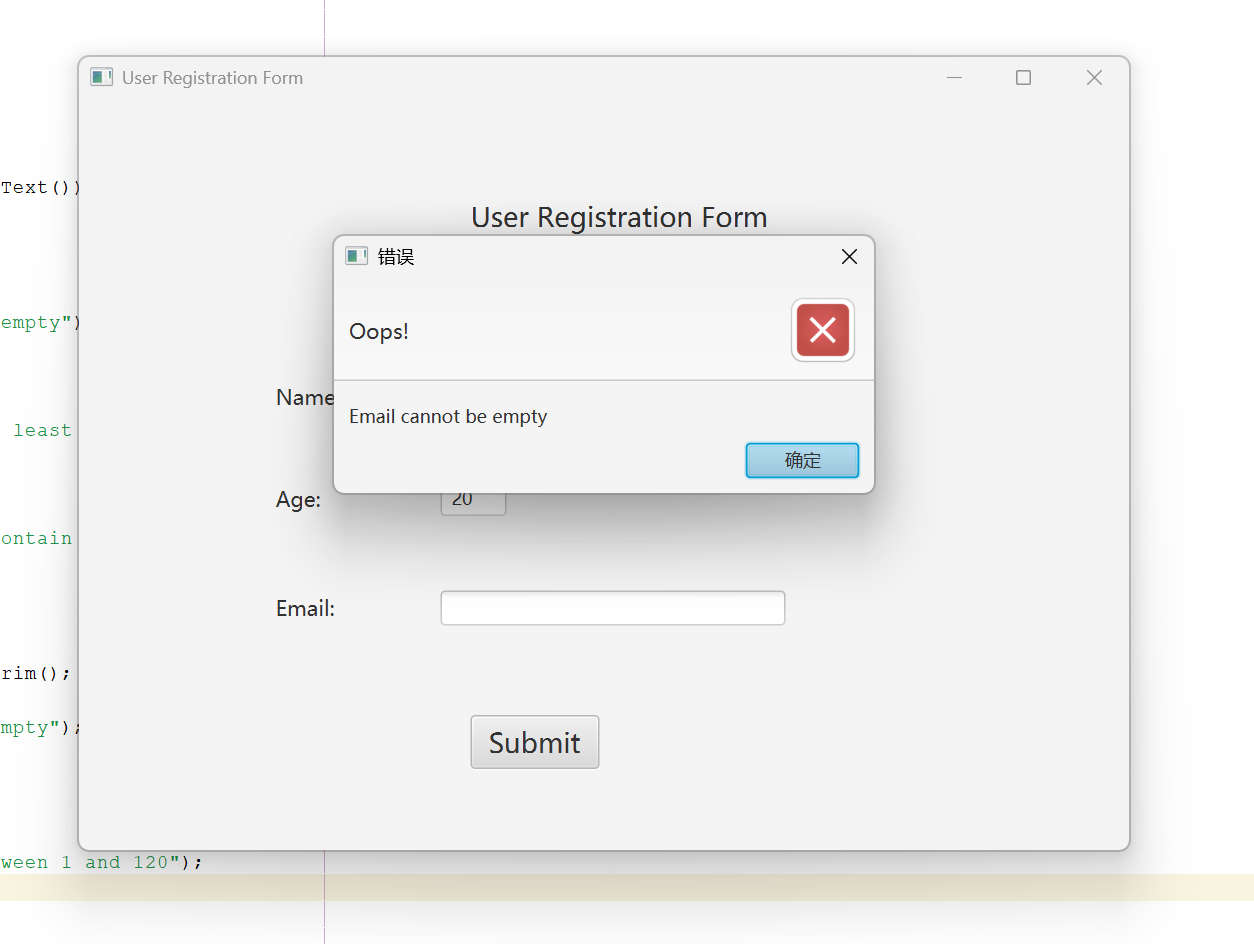 User Registration Form
Text())
User Registration Form
错误
empty")
Oops!
Name
least
Email cannot be empty
确定
Age:
20
ontain
Email:
rim();
mpty");
Submit
ween 1 and 120");